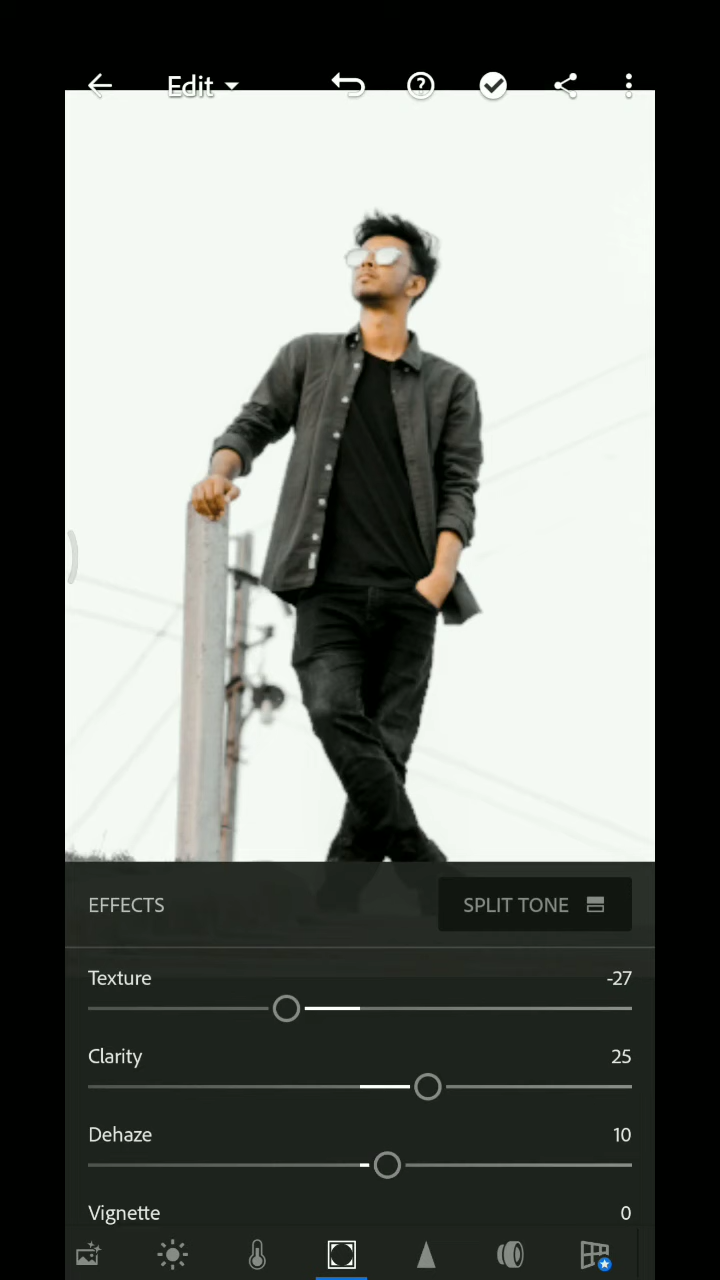 Edit
EFFECTS
SPLIT TONE
Texture -27
Clarity 25
Dehaze 10
Vignette 0